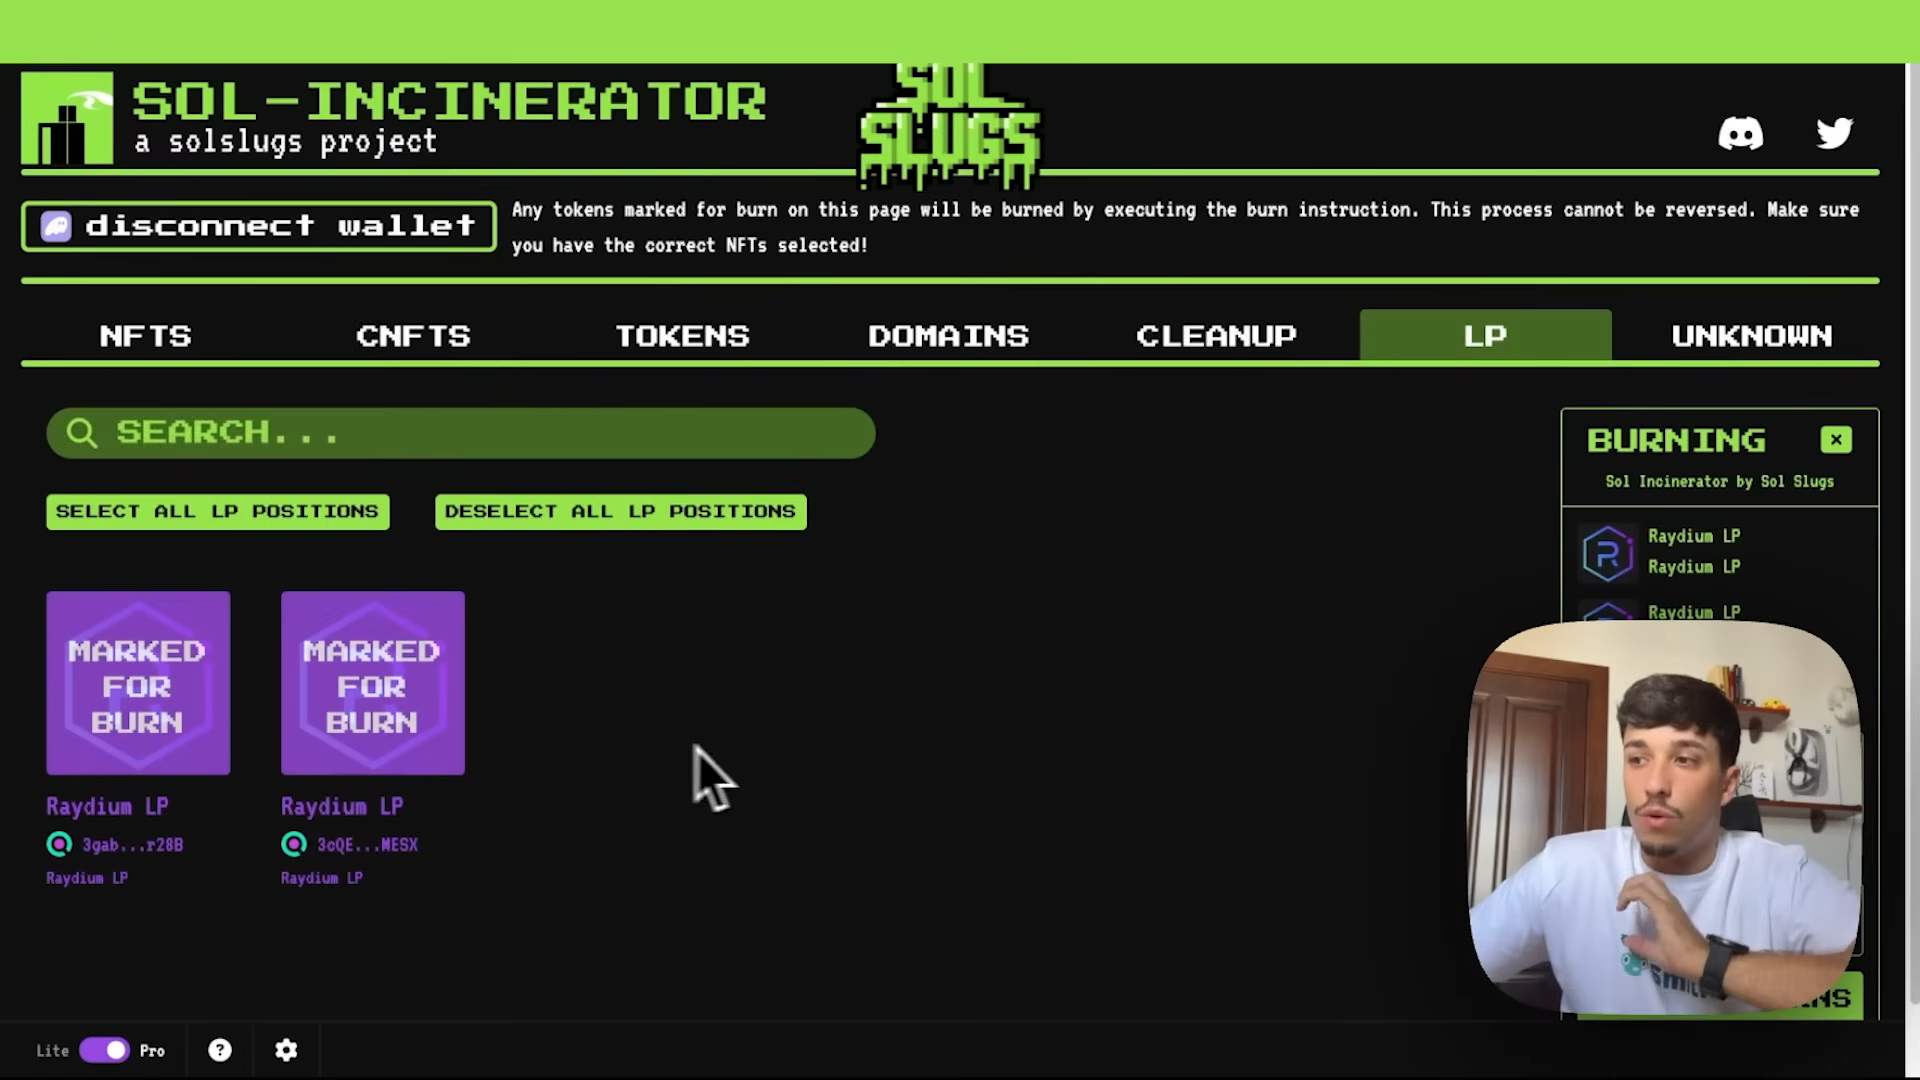 SOL-INCINERATOR
a solslugs project
SOL
SLUGS
disconnect wallet
Any tokens marked for burn on this page will be burned by executing the burn instruction. This process cannot be reversed. Make sure
you have the correct NFTs selected!
NFTS CNFTS TOKENS DOMAINS CLEANUP LP UNKNOWN
SEARCH...
SELECT ALL LP POSITIONS DESELECT ALL LP POSITIONS
MARKED
FOR
BURN
Raydium LP
3gab...r28B
Raydium LP
MARKED
FOR
BURN
Raydium LP
3cQE...MESX
Raydium LP
BURNING
Sol Incinerator by Sol Slugs
Raydium LP
Raydium LP
Raydium LP
Lite Pro
?